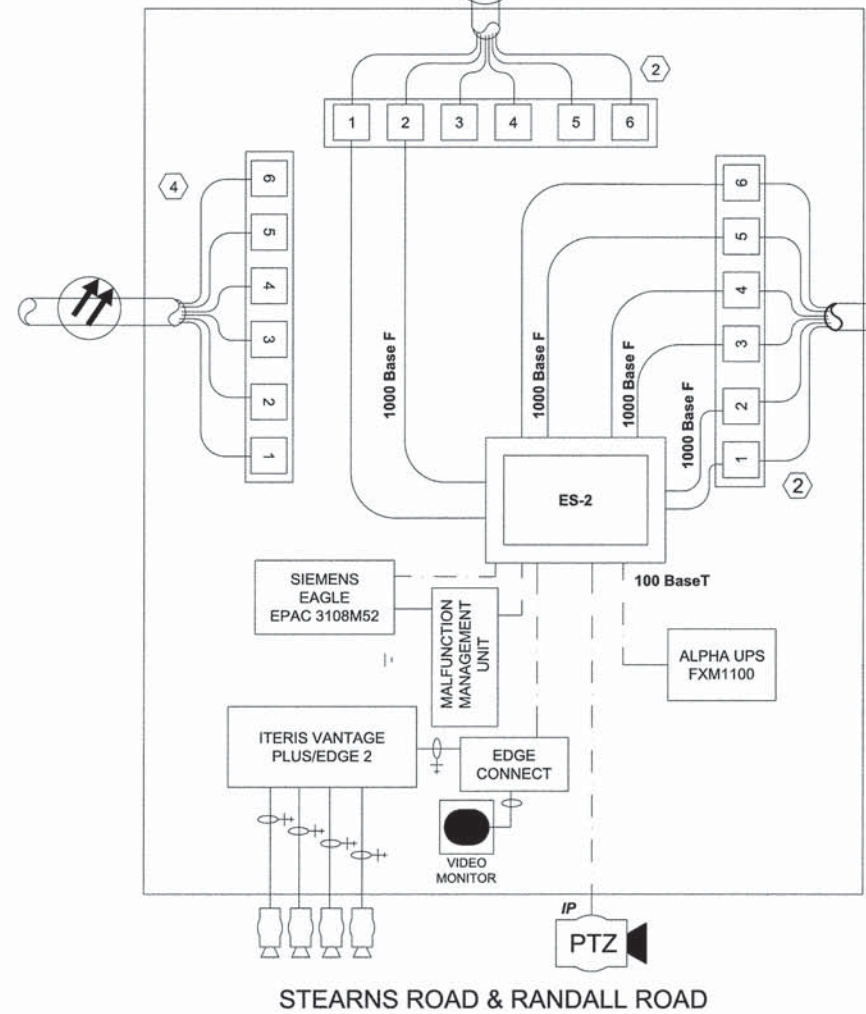 2
1 2 3 4 5 6
4
6
5
4
3
2
1
6
5
4
3
2
1
2
1000 Base F
1000 Base F
1000 Base F
1000 Base F
ES-2
100 BaseT
SIEMENS
EAGLE
EPAC 3108M52
MALFUNCTION
MANAGEMENT
UNIT
ALPHA UPS
FXM1100
ITERIS VANTAGE
PLUS/EDGE 2
EDGE
CONNECT
VIDEO
MONITOR
IP
PTZ
STEARNS ROAD & RANDALL ROAD